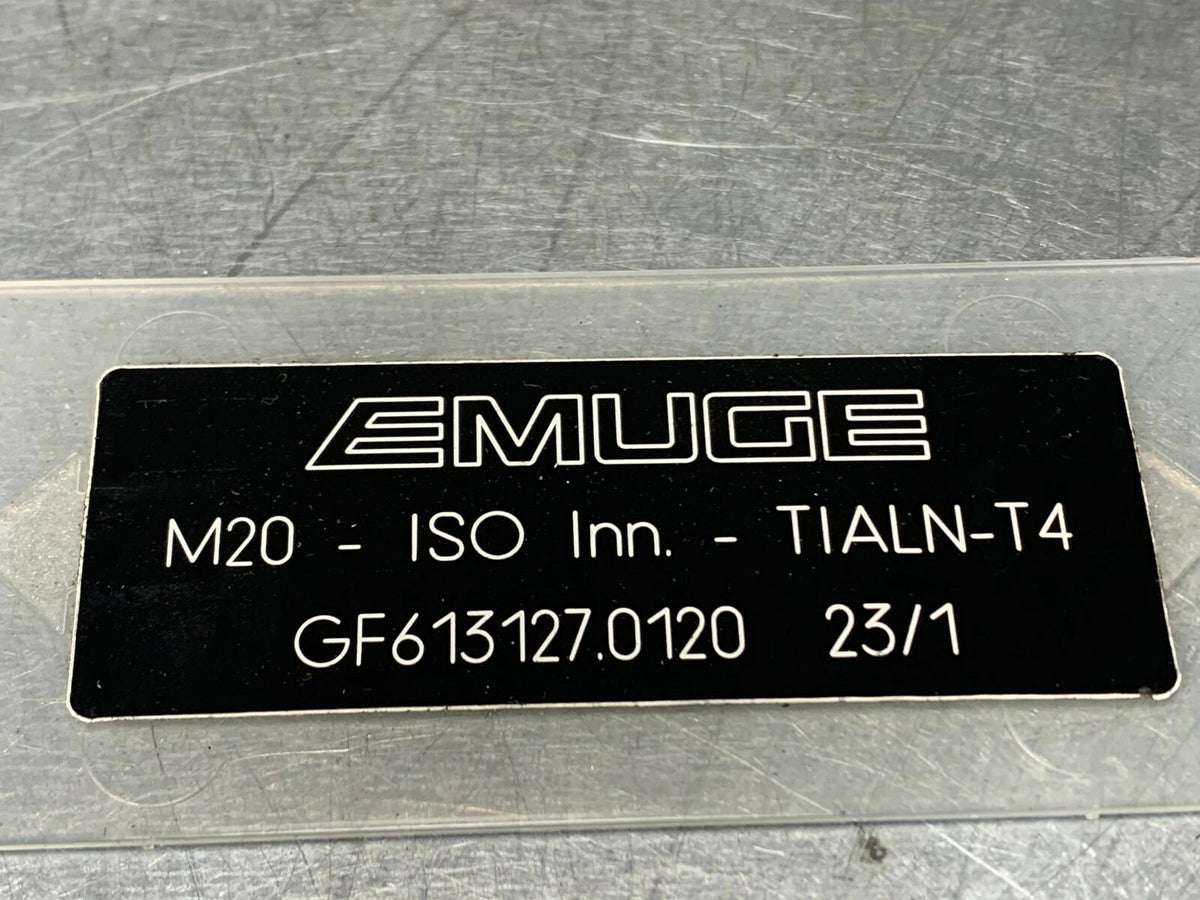 EMUGE
M20 - ISO Inn. - TIALN-T4
GF613127.0120 23/1